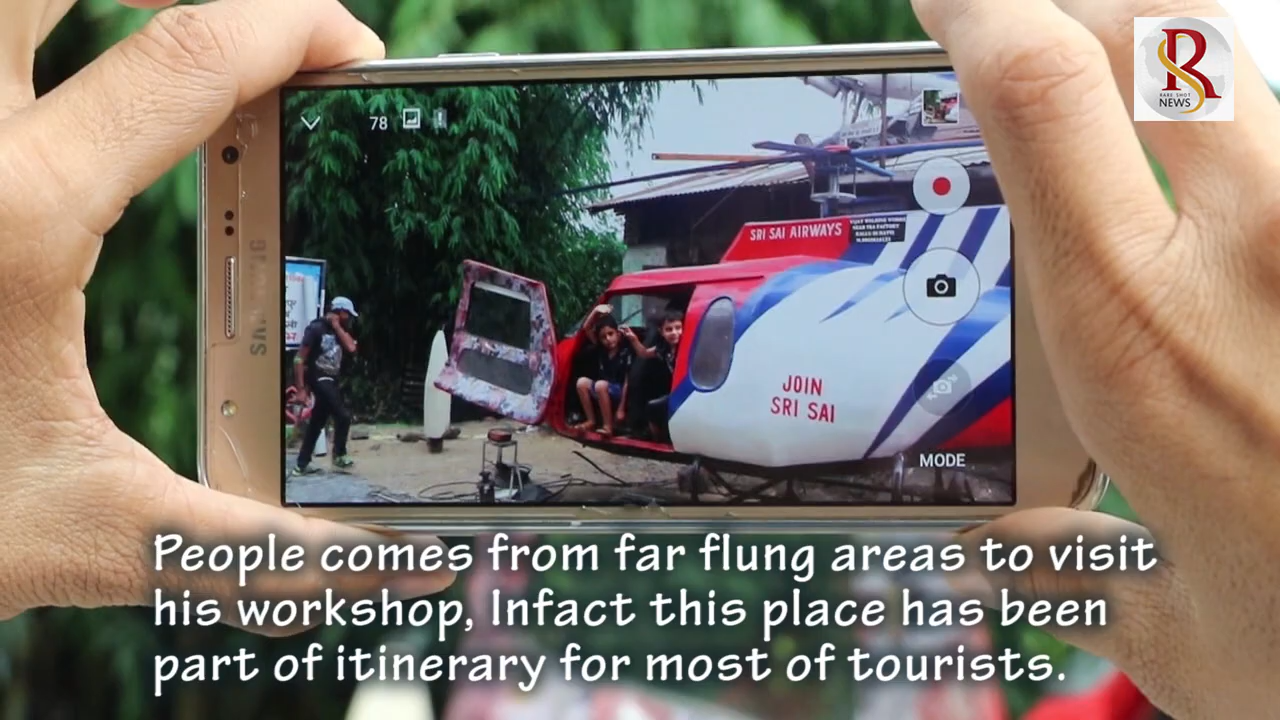 RARE SHOT
NEWS
78
SAMSUNG
SRI SAI AIRWAYS
JOIN
SRI SAI
MODE
People comes from far flung areas to visit
his workshop, Infact this place has been
part of itinerary for most of tourists.